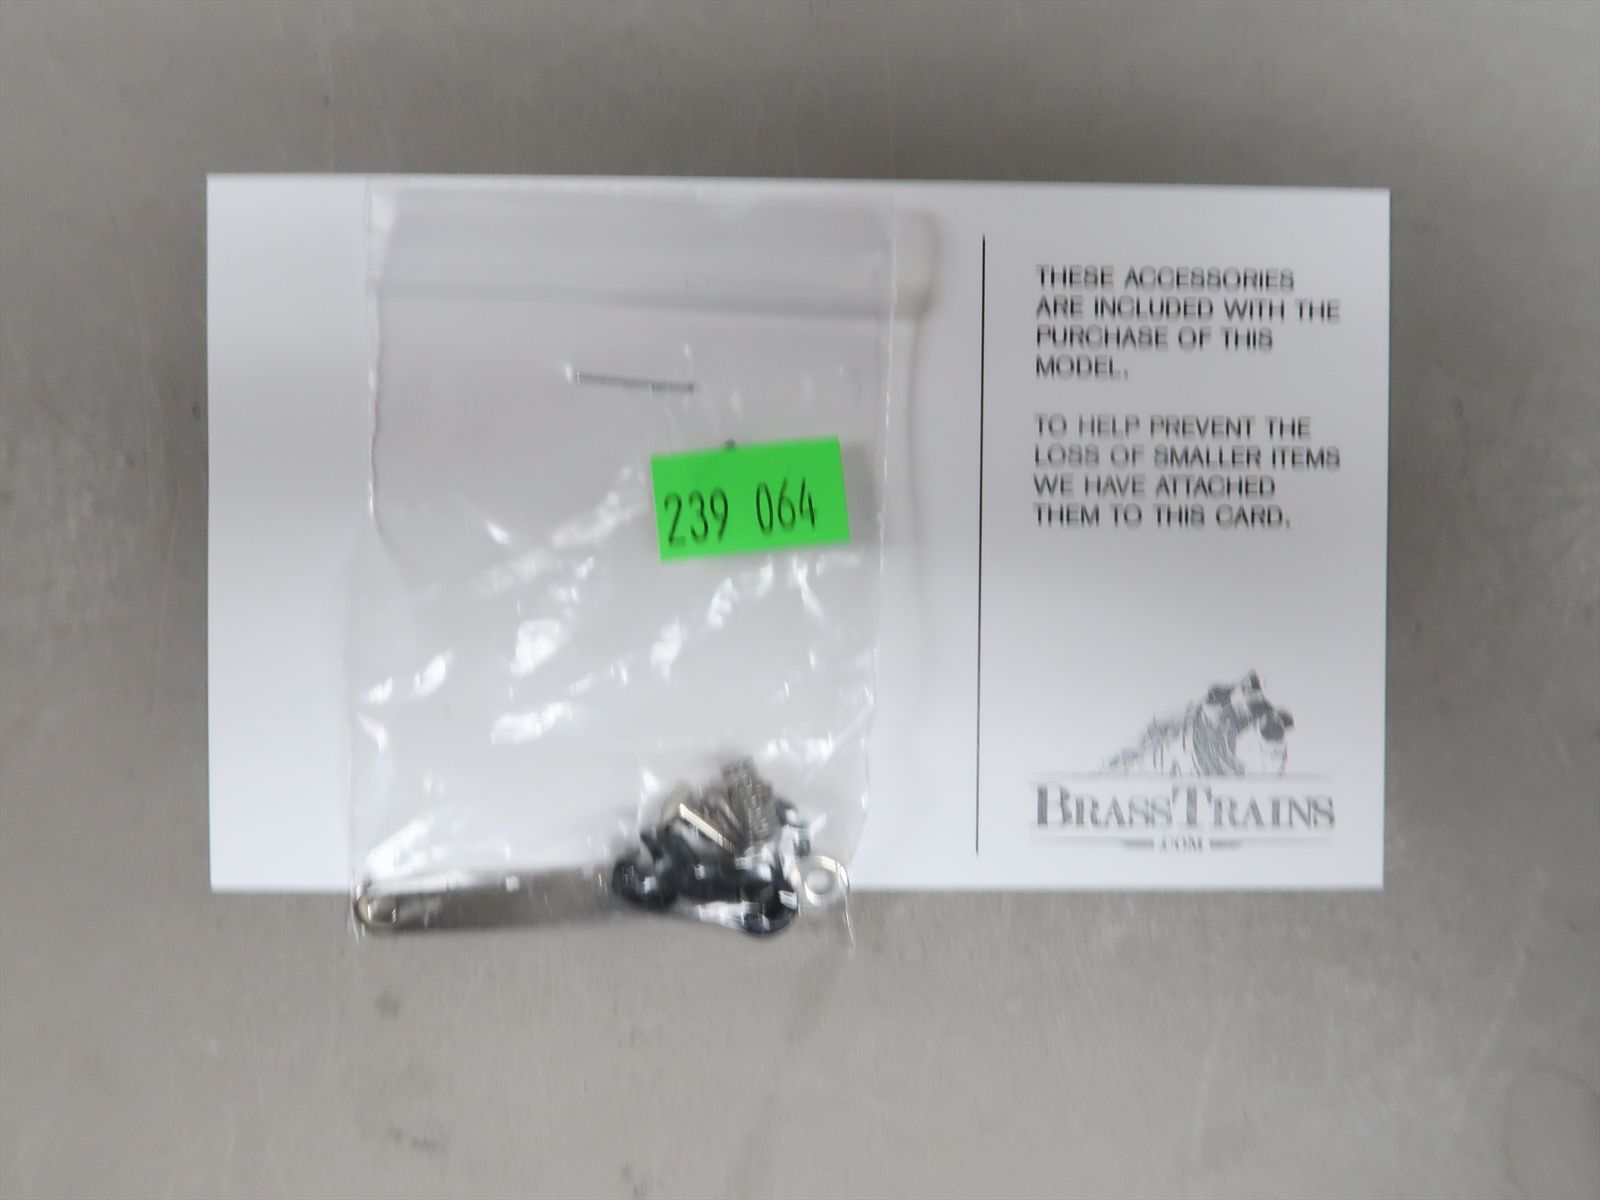 239 064
THESE ACCESSORIES
ARE INCLUDED WITH THE
PURCHASE OF THIS
MODEL.
TO HELP PREVENT THE
LOSS OF SMALLER ITEMS
WE HAVE ATTACHED
THEM TO THIS CARD.
BRASSTRAINS
.COM